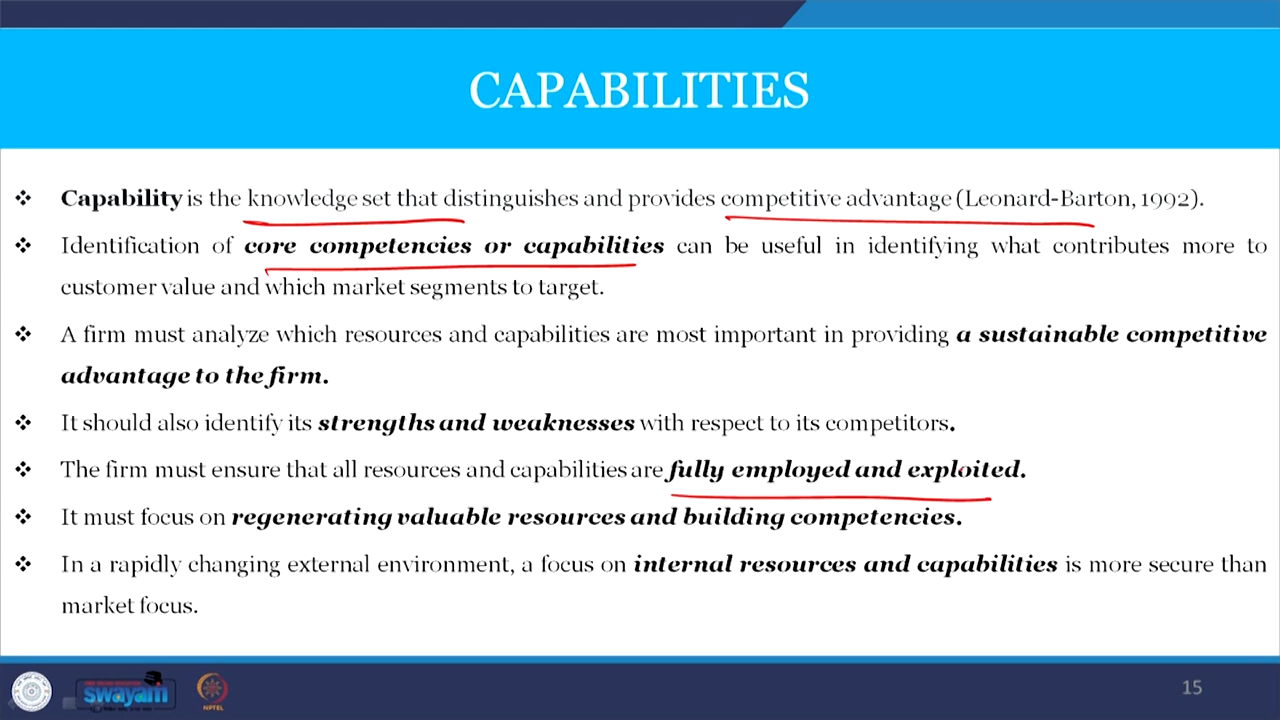 CAPABILITIES
❖ Capability is the knowledge set that distinguishes and provides competitive advantage (Leonard-Barton, 1992).
❖ Identification of core competencies or capabilities can be useful in identifying what contributes more to
customer value and which market segments to target.
❖ A firm must analyze which resources and capabilities are most important in providing a sustainable competitive
advantage to the firm.
❖ It should also identify its strengths and weaknesses with respect to its competitors.
❖ The firm must ensure that all resources and capabilities are fully employed and exploited.
❖ It must focus on regenerating valuable resources and building competencies.
❖ In a rapidly changing external environment, a focus on internal resources and capabilities is more secure than
market focus.
swayam
NPTEL
15